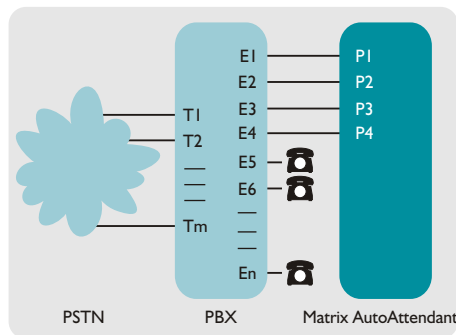 E1 P1
E2 P2
T1 E3 P3
T2 E4 P4
E5
E6
Tm
En
PSTN PBX Matrix AutoAttendant